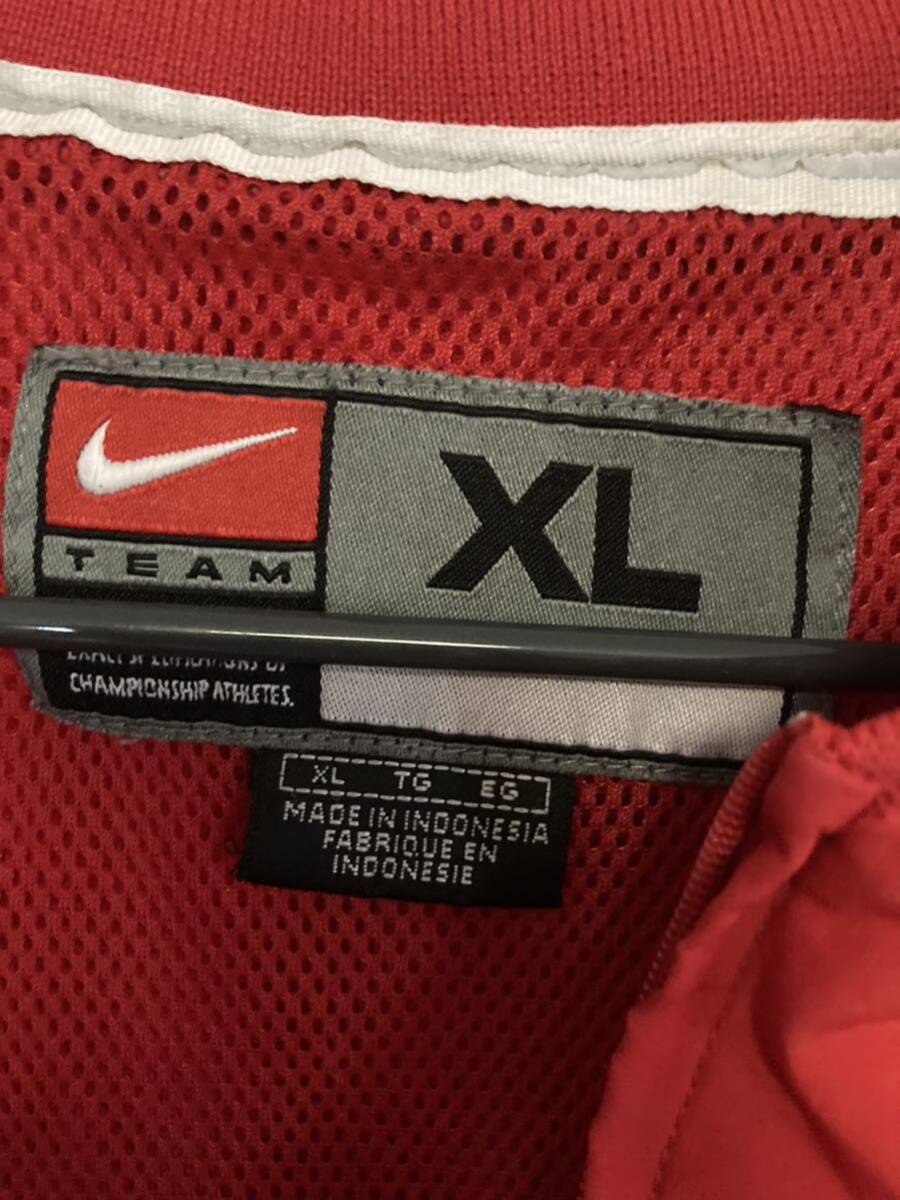 TEAM
XL
CHAMPIONSHIP ATHLETES.
XL TG EG
MADE IN INDONESIA
FABRIQUE EN
INDONESIE